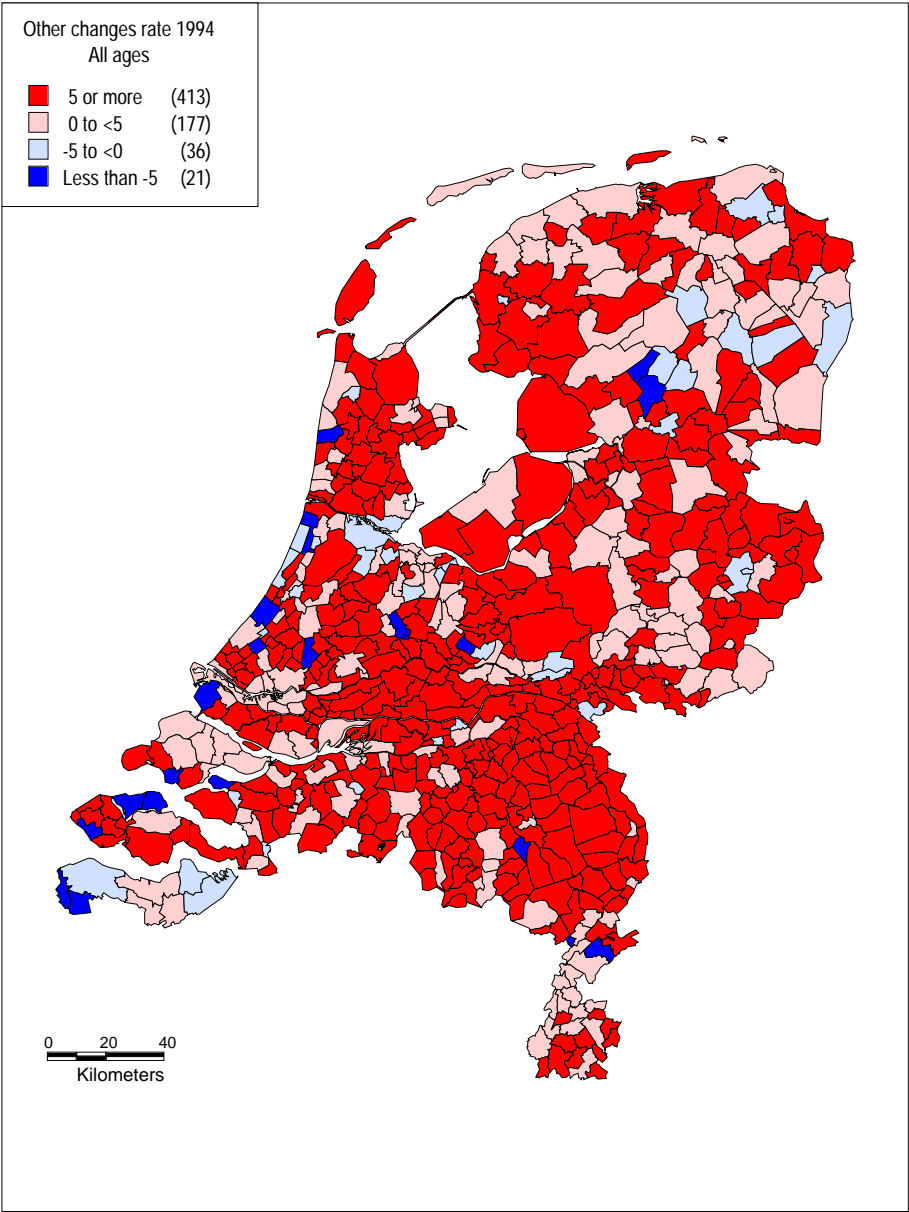 Other changes rate 1994
All ages
5 or more (413)
0 to <5 (177)
-5 to <0 (36)
Less than -5 (21)
0 20 40
Kilometers